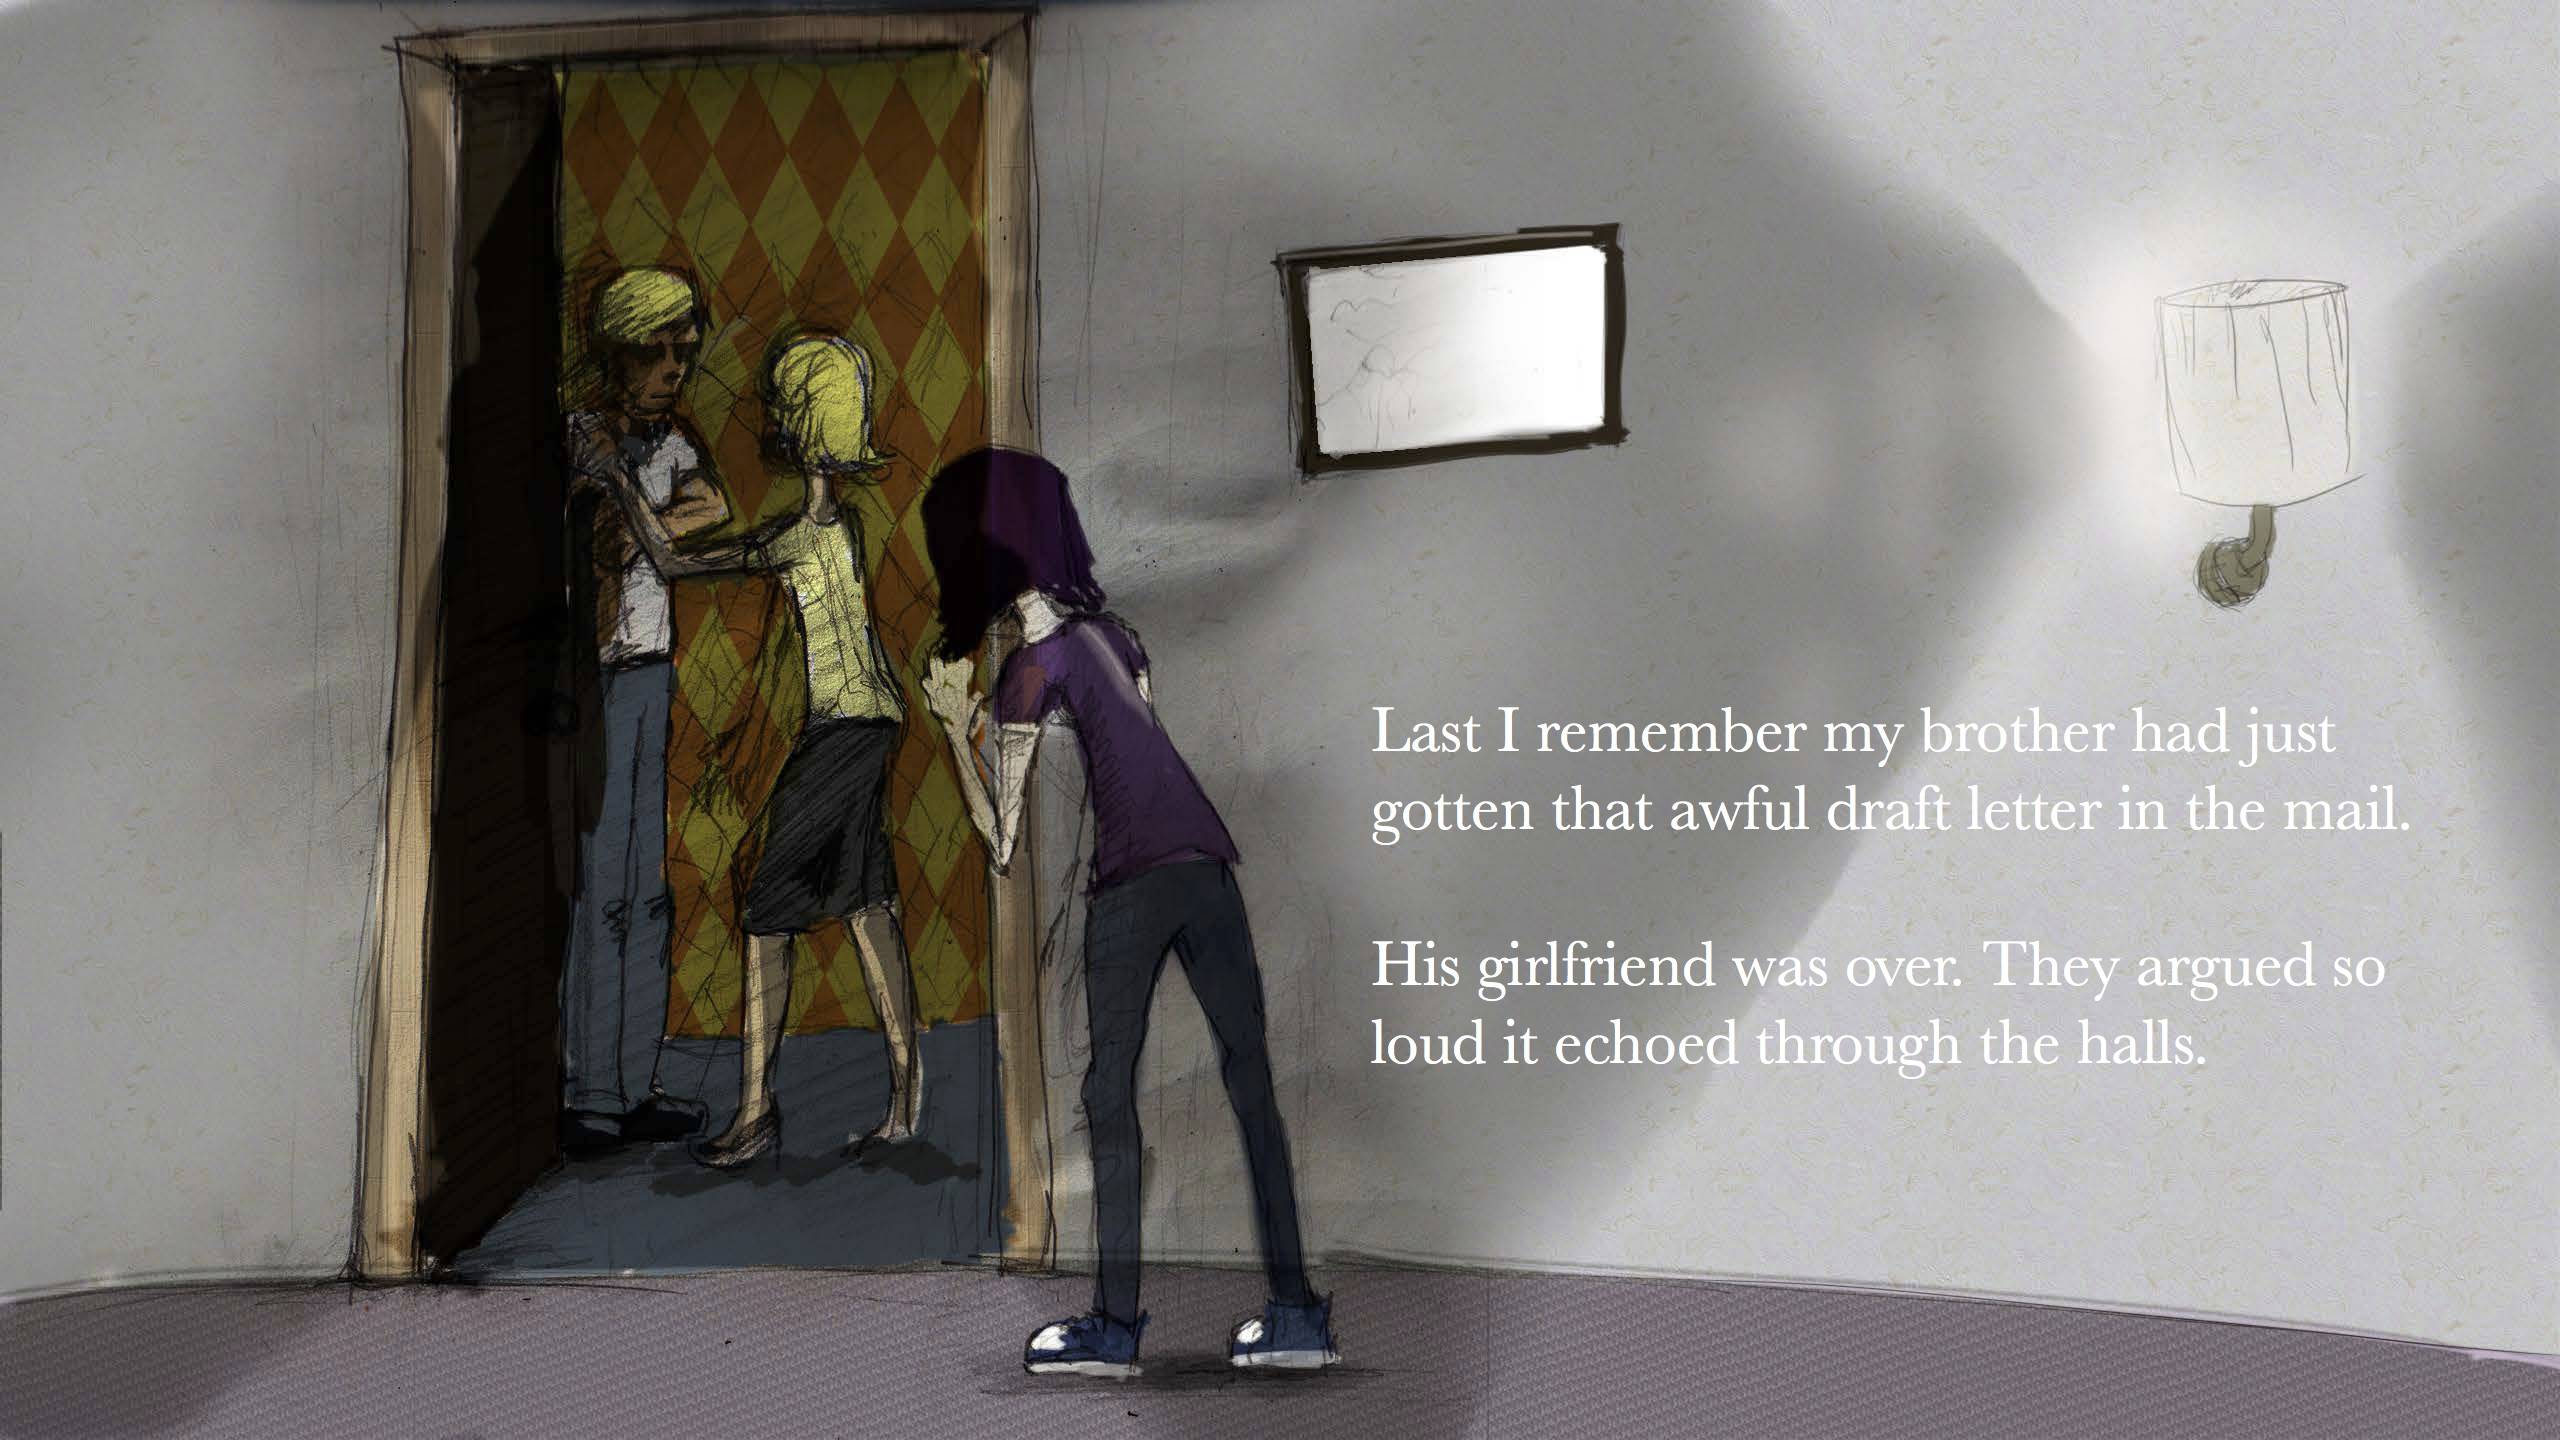 Last I remember my brother had just
gotten that awful draft letter in the mail.
His girlfriend was over. They argued so
loud it echoed through the halls.